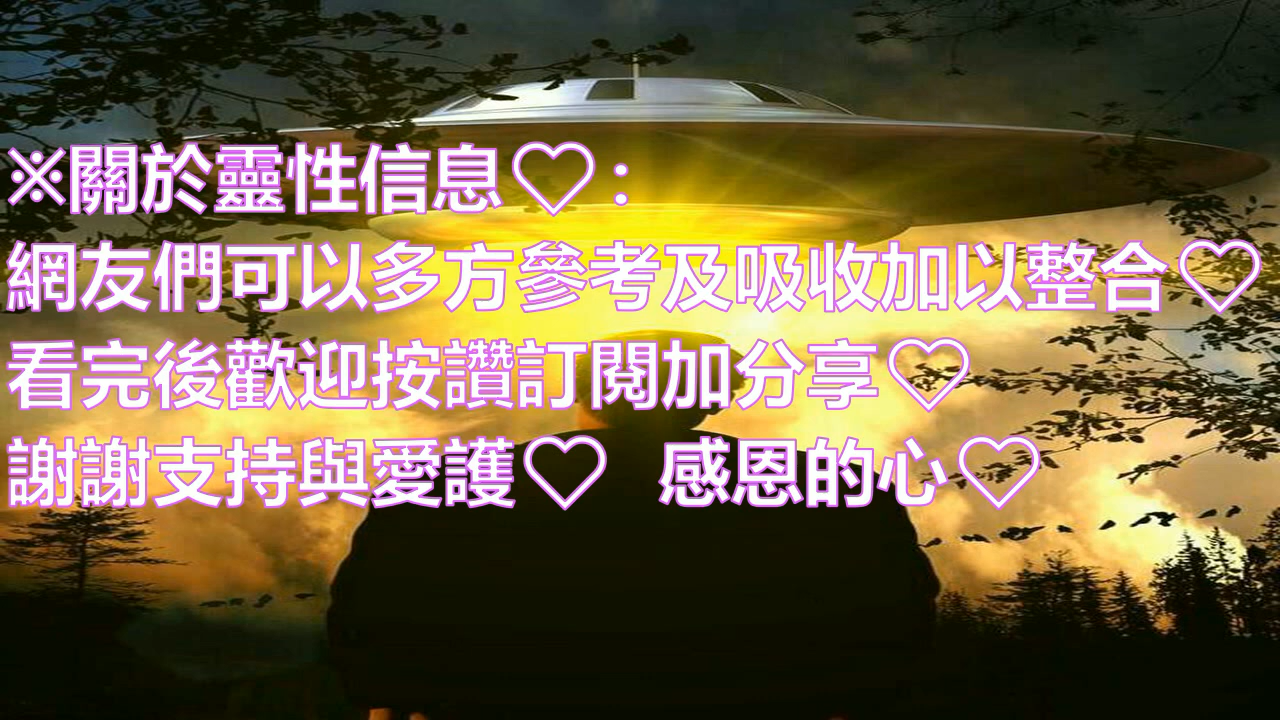 ※關於靈性信息♡：
網友們可以多方參考及吸收加以整合♡
看完後歡迎按讚訂閱加分享♡
謝謝支持與愛護♡ 感恩的心♡